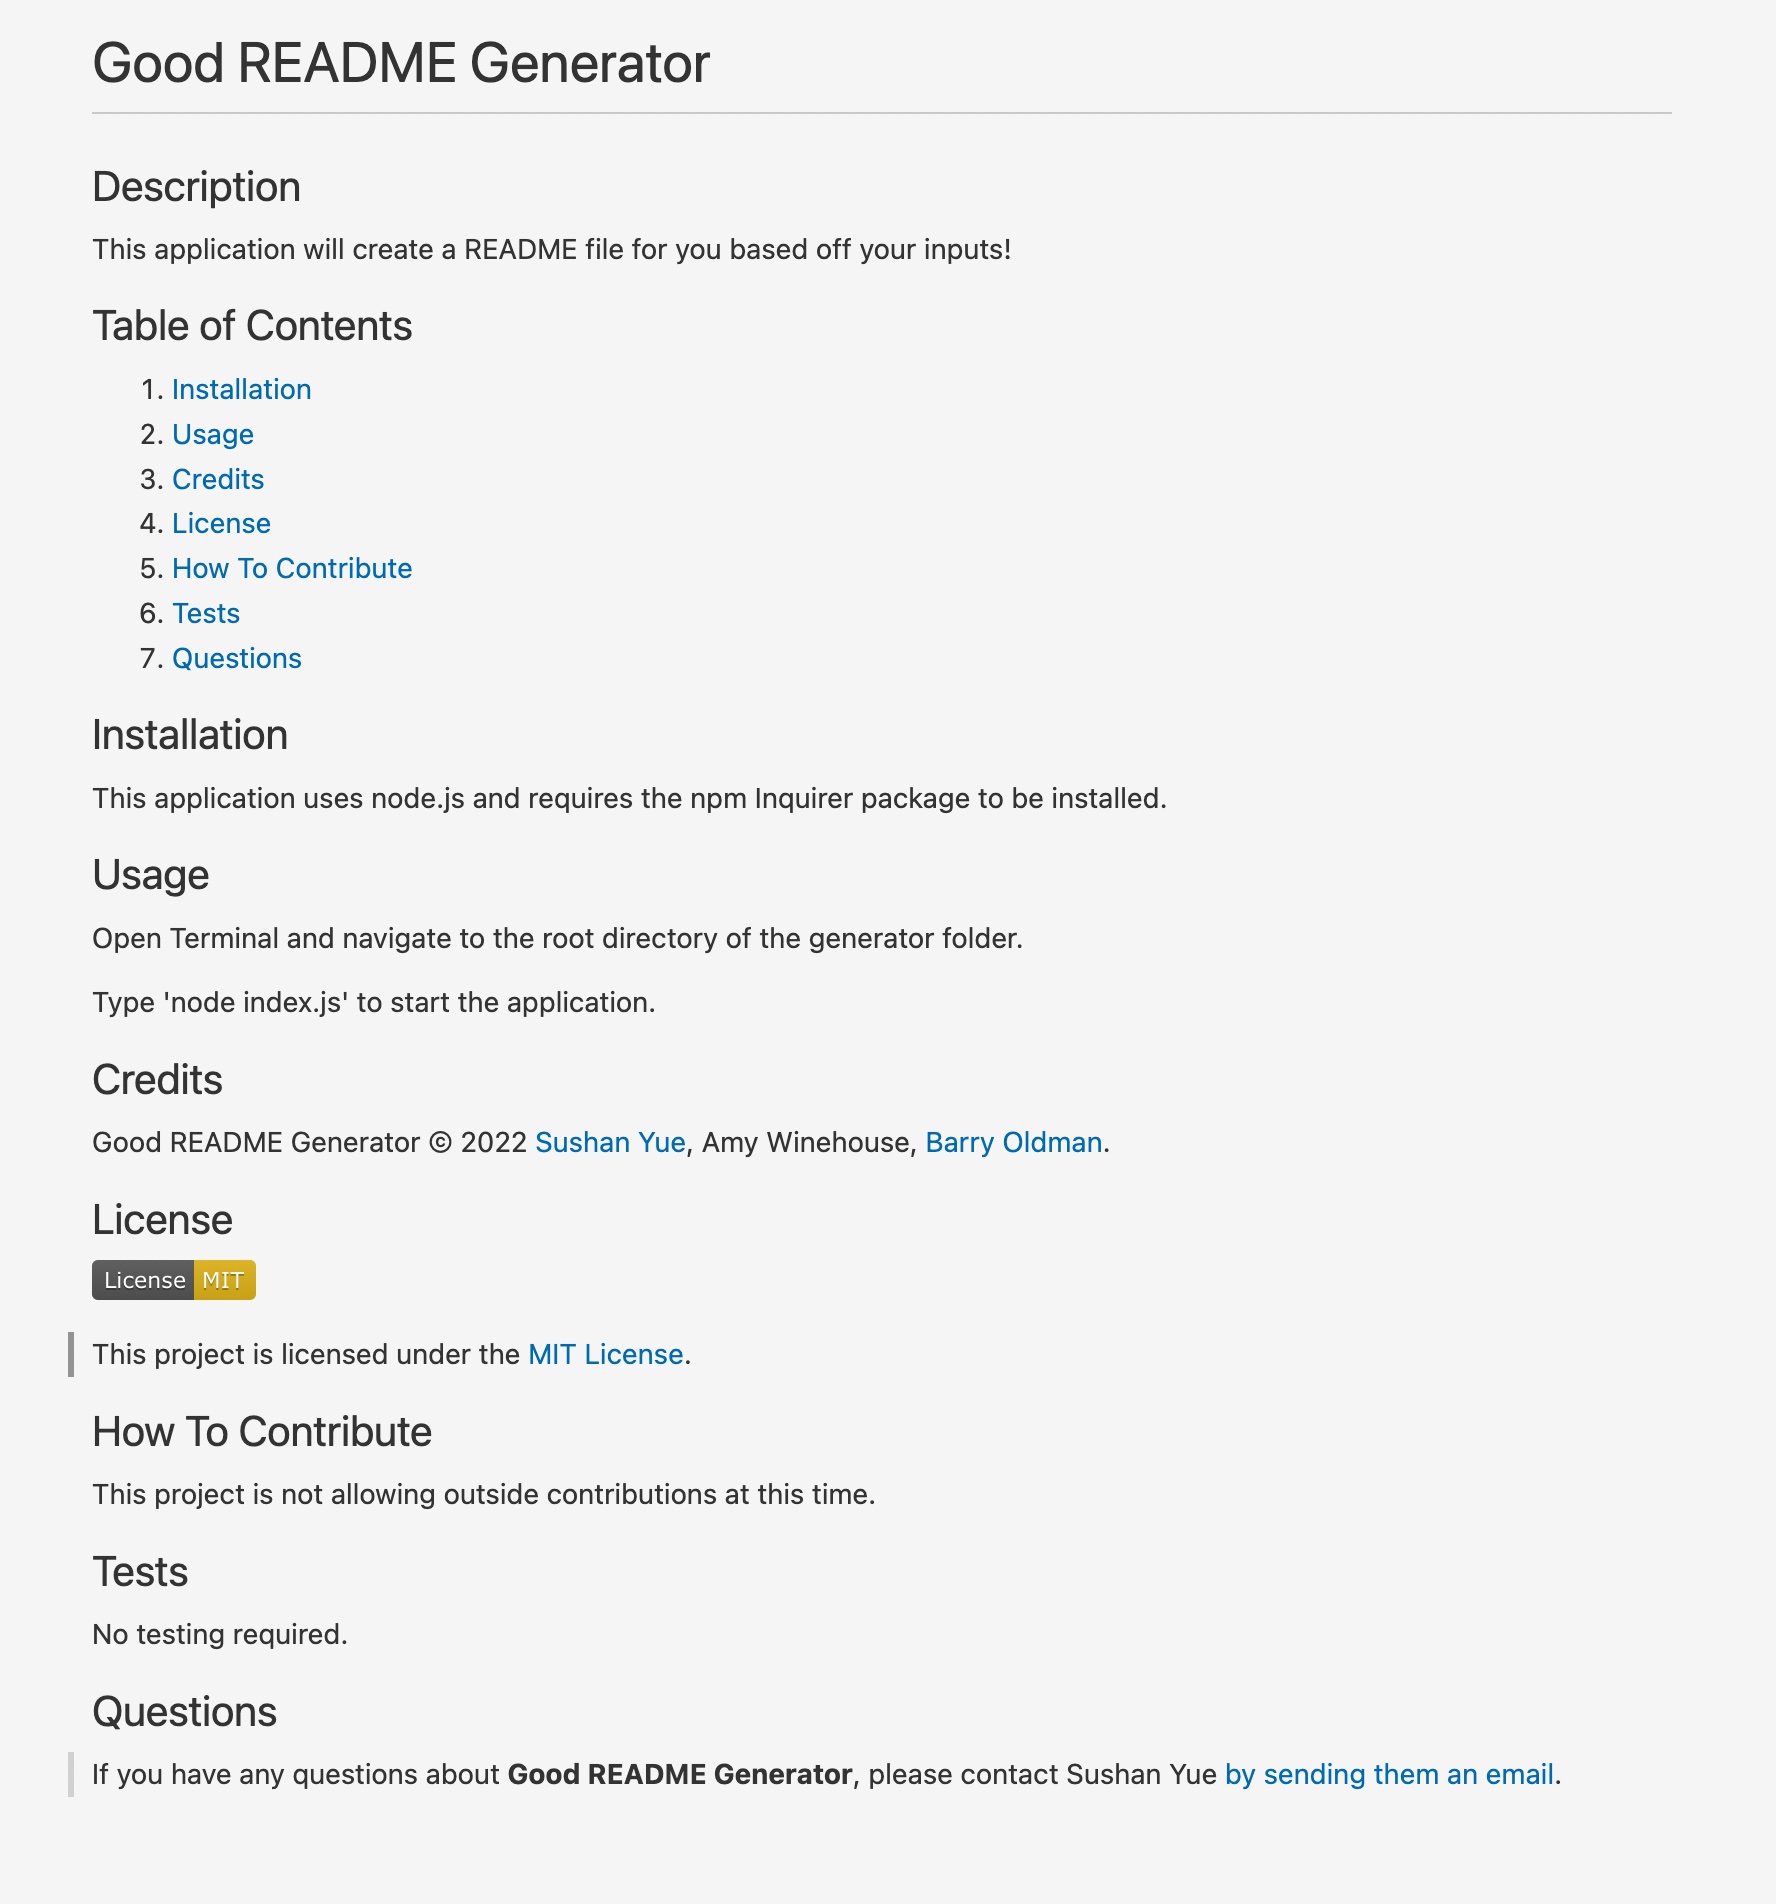 Good README Generator
Description
This application will create a README file for you based off your inputs!
Table of Contents
1. Installation
2. Usage
3. Credits
4. License
5. How To Contribute
6. Tests
7. Questions
Installation
This application uses node.js and requires the npm Inquirer package to be installed.
Usage
Open Terminal and navigate to the root directory of the generator folder.
Type 'node index.js' to start the application.
Credits
Good README Generator © 2022 Sushan Yue, Amy Winehouse, Barry Oldman.
License
License MIT
This project is licensed under the MIT License.
How To Contribute
This project is not allowing outside contributions at this time.
Tests
No testing required.
Questions
If you have any questions about Good README Generator, please contact Sushan Yue by sending them an email.